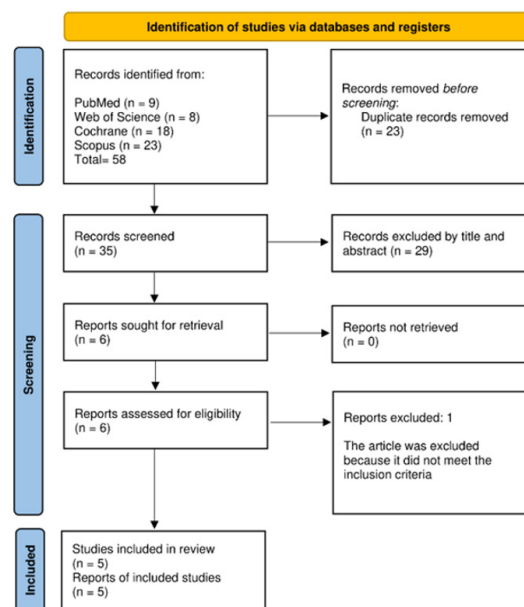 Identification of studies via databases and registers
Identification
Records identified from:
PubMed (n = 9)
Web of Science (n = 8)
Cochrane (n = 18)
Scopus (n = 23)
Total= 58
Records removed before
screening:
Duplicate records removed
(n = 23)
Screening
Records screened
(n = 35)
Records excluded by title and
abstract (n = 29)
Reports sought for retrieval
(n = 6)
Reports not retrieved
(n = 0)
Reports assessed for eligibility
(n = 6)
Reports excluded: 1
The article was excluded
because it did not meet the
inclusion criteria
Included
Studies included in review
(n = 5)
Reports of included studies
(n = 5)